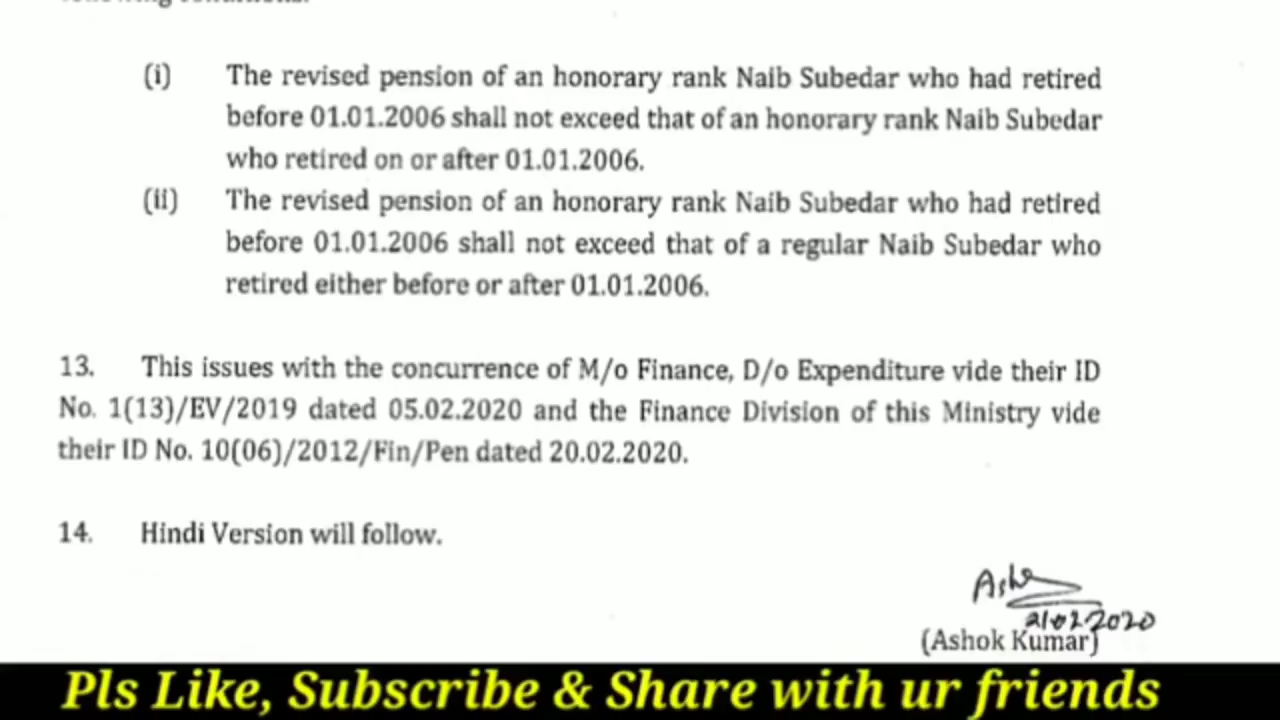 following conditions:
(i) The revised pension of an honorary rank Naib Subedar who had retired
before 01.01.2006 shall not exceed that of an honorary rank Naib Subedar
who retired on or after 01.01.2006.
(ii) The revised pension of an honorary rank Naib Subedar who had retired
before 01.01.2006 shall not exceed that of a regular Naib Subedar who
retired either before or after 01.01.2006.
13. This issues with the concurrence of M/o Finance, D/o Expenditure vide their ID
No. 1(13)/EV/2019 dated 05.02.2020 and the Finance Division of this Ministry vide
their ID No. 10(06)/2012/Fin/Pen dated 20.02.2020.
14. Hindi Version will follow.
21.02.2020
(Ashok Kumar)
Pls Like, Subscribe & Share with ur friends